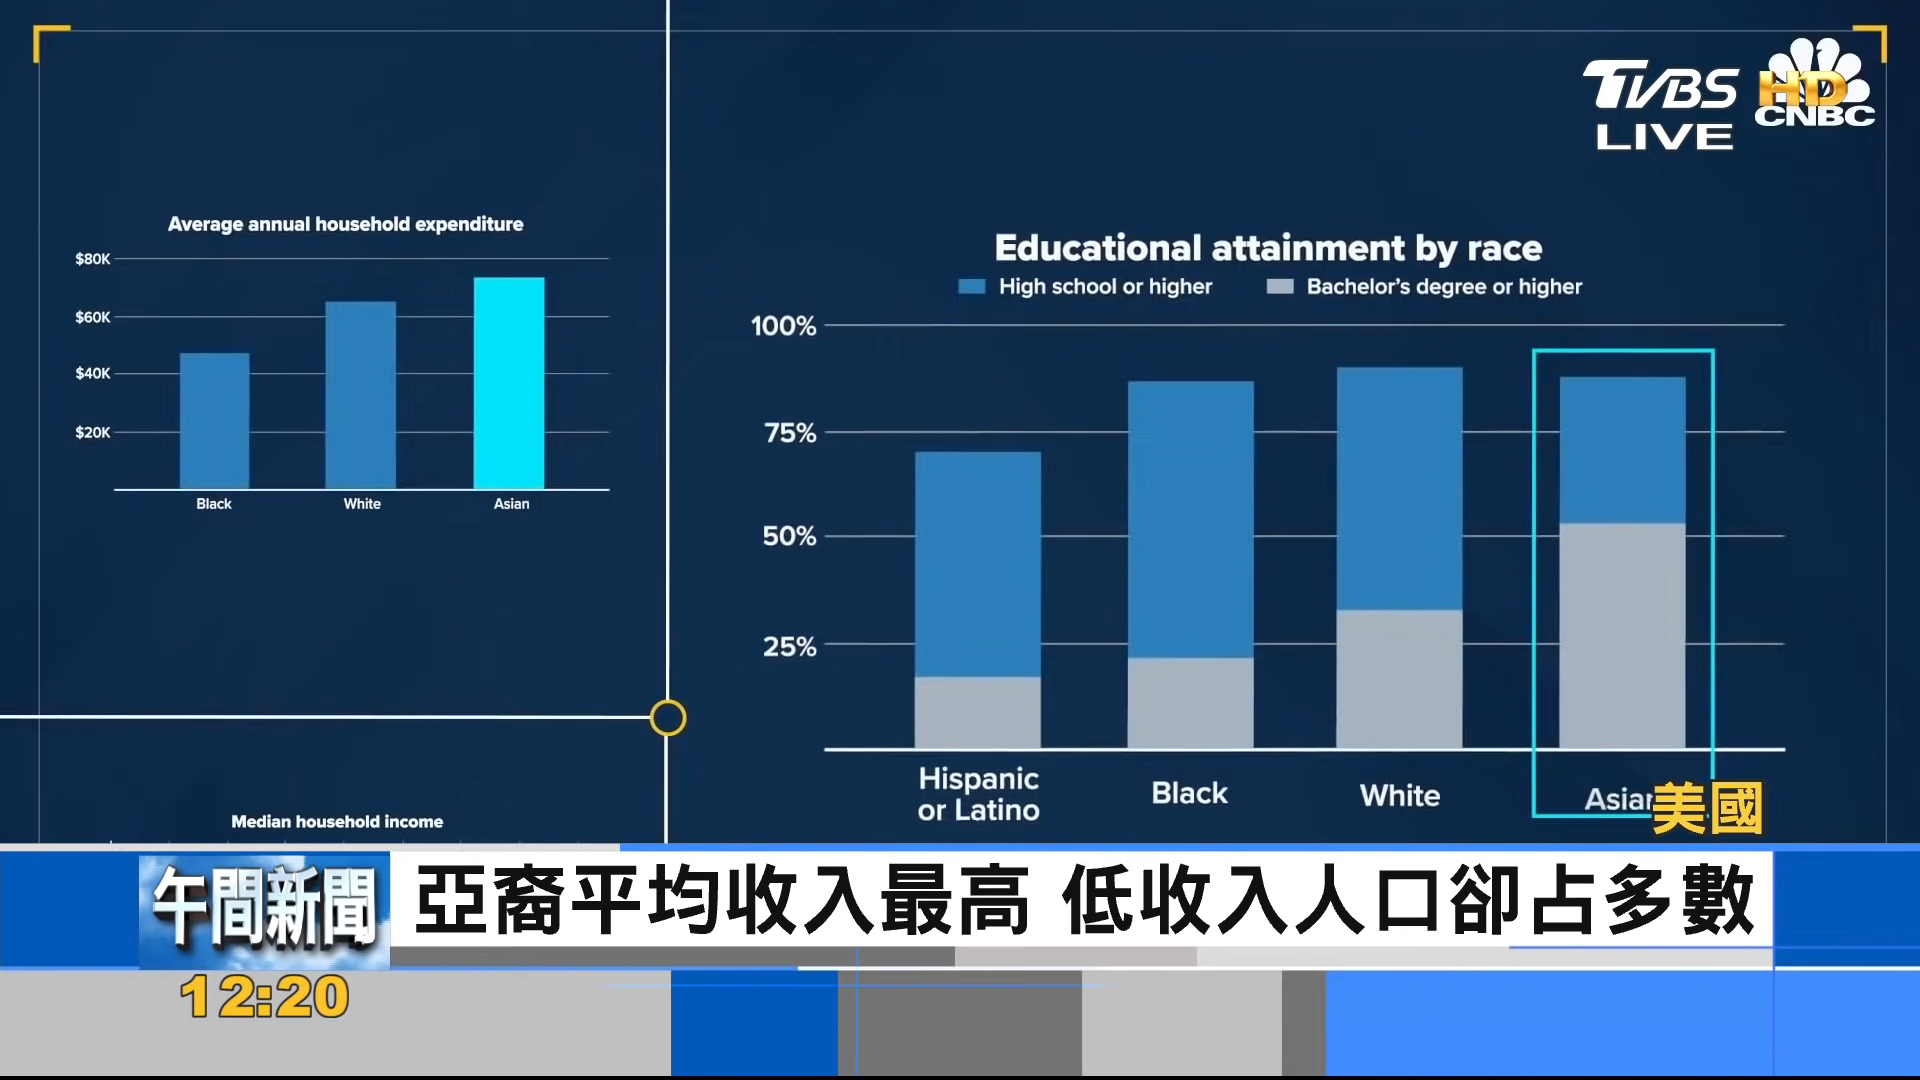 TVBS
HD
CNBC
LIVE
Average annual household expenditure
$80K
$60K
$40K
$20K
Black
White
Asian
Educational attainment by race
High school or higher
Bachelor's degree or higher
100%
75%
50%
25%
Hispanic
or Latino
Black
White
Asian
美國
Median household income
午間新聞
亞裔平均收入最高 低收入人口卻占多數
12:20